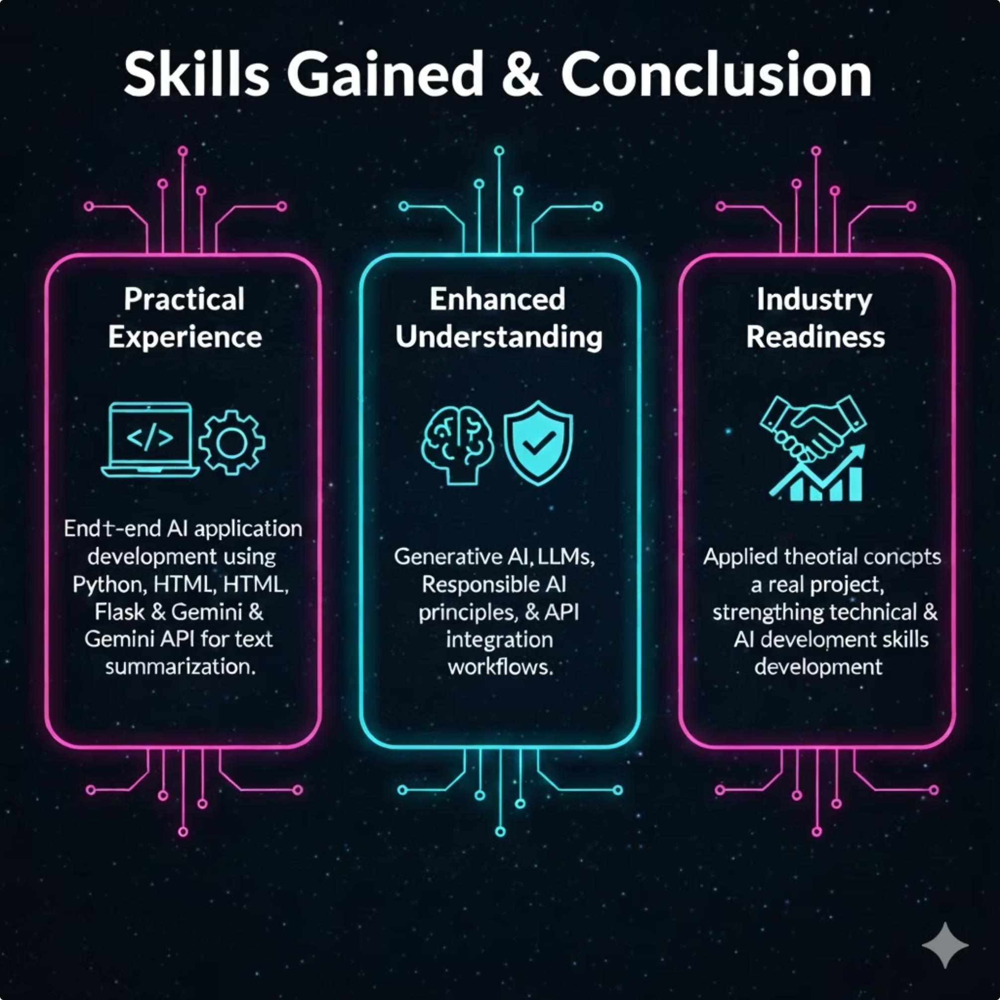 Skills Gained & Conclusion
Practical
Experience
</>
Endt-end AI application
development using
Python, HTML, HTML,
Flask & Gemini &
Gemini API for text
summarization.
Enhanced
Understanding
Generative AI, LLMs,
Responsible AI
principles, & API
integration
workflows.
Industry
Readiness
Applied theotial concpts
a real project,
strengthing technical &
AI develoment skills
development